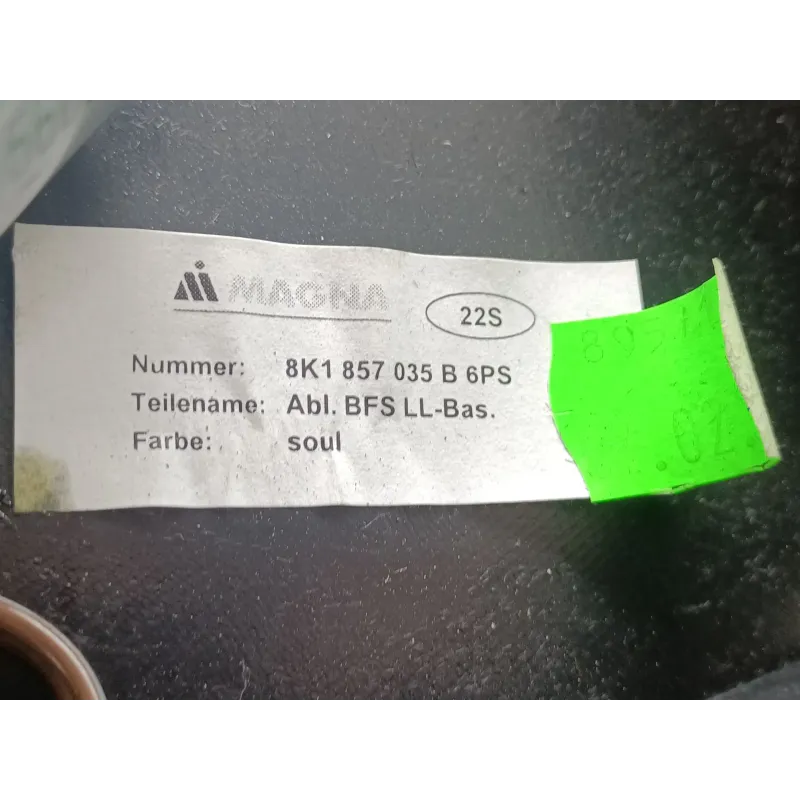 MAGNA
22S
Nummer: 8K1 857 035 B 6PS
Teilename: Abl. BFS LL-Bas.
Farbe: soul